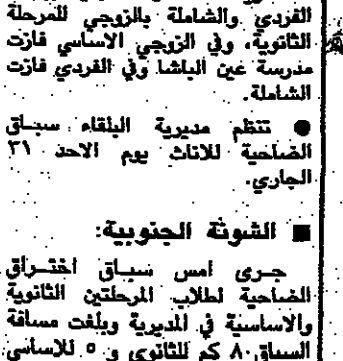 الفردي والشاملة بالزوجي للمرحلة
الثانوية، وفي الزوجي الاساسي فازت
مدرسة عين الباشا وفي الفردي فازت
الشاملة.
● تنظم مديرية البلقاء سباق
الضاحية للاناث يوم الاحد ٣١
الجاري.
■ الشونة الجنوبية:
جرى امس سباق اختراق
الضاحية لطلاب المرحلتين الثانوية
والاساسية في المديرية وبلغت مسافة
السباق ٨ كم للثانوي و ٥ للاساسي